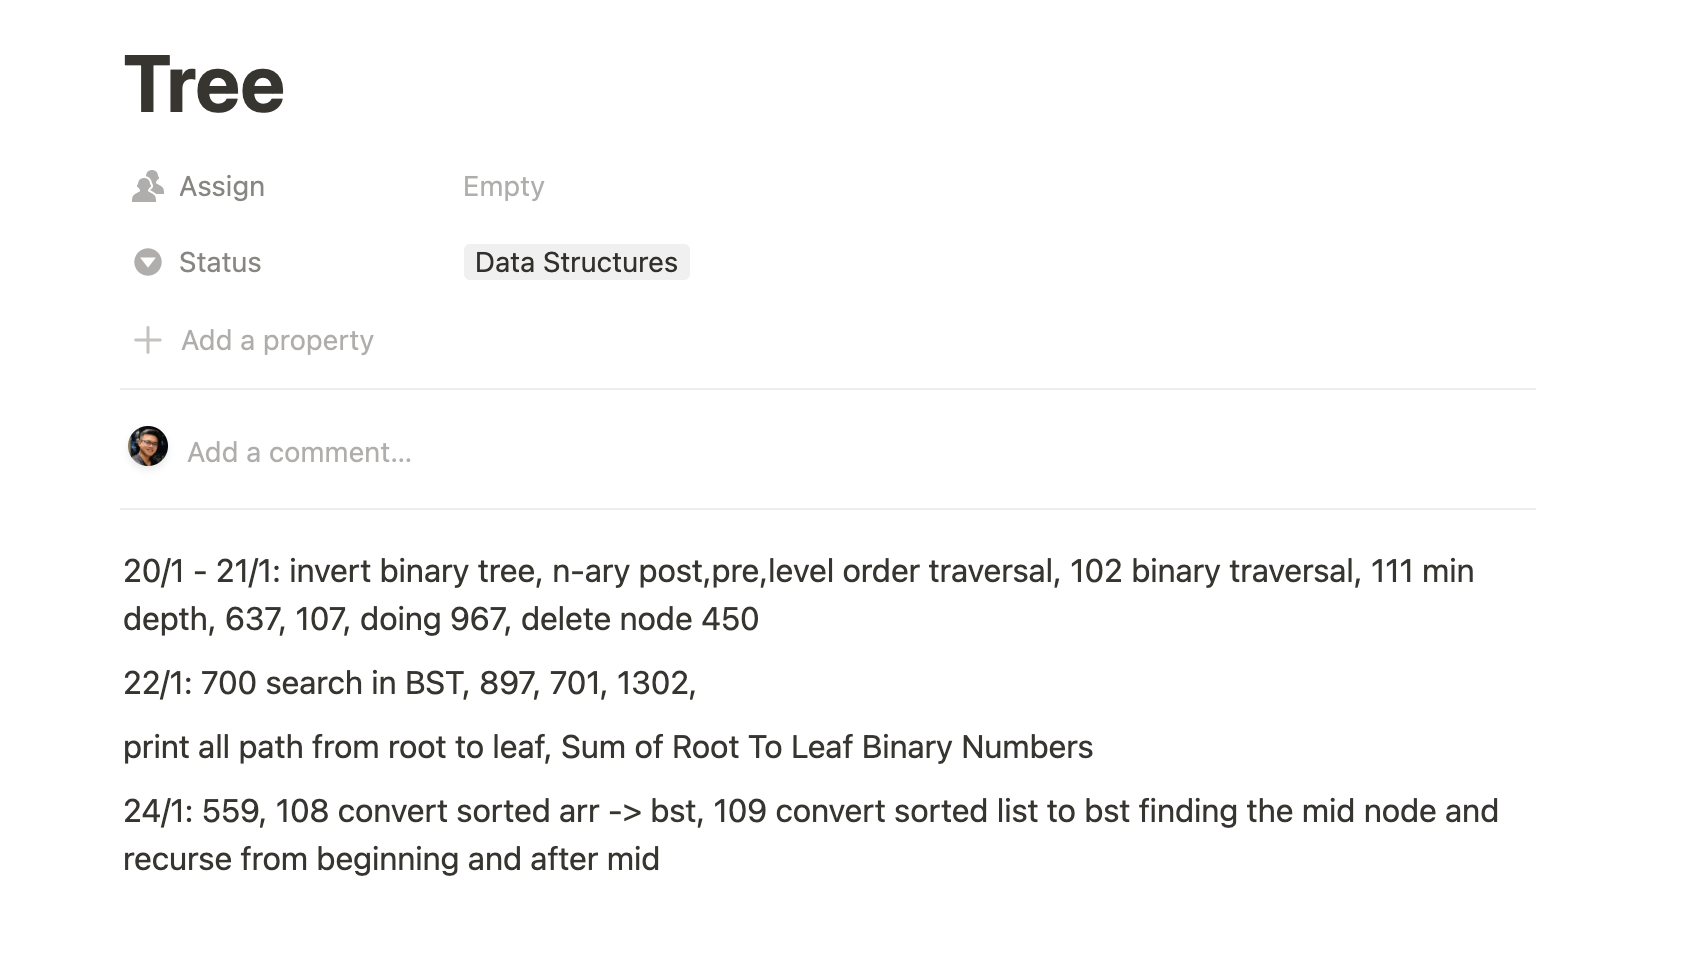 Tree
Assign Empty
Status Data Structures
Add a property
Add a comment...
20/1 - 21/1: invert binary tree, n-ary post,pre,level order traversal, 102 binary traversal, 111 min
depth, 637, 107, doing 967, delete node 450
22/1: 700 search in BST, 897, 701, 1302,
print all path from root to leaf, Sum of Root To Leaf Binary Numbers
24/1: 559, 108 convert sorted arr -> bst, 109 convert sorted list to bst finding the mid node and
recurse from beginning and after mid